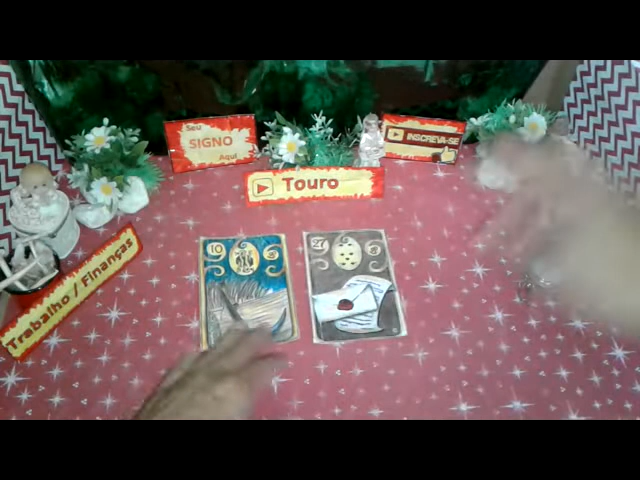 Seu
SIGNO
Aqui
INSCREVA-SE
Touro
Trabalho / Finanças
10
27